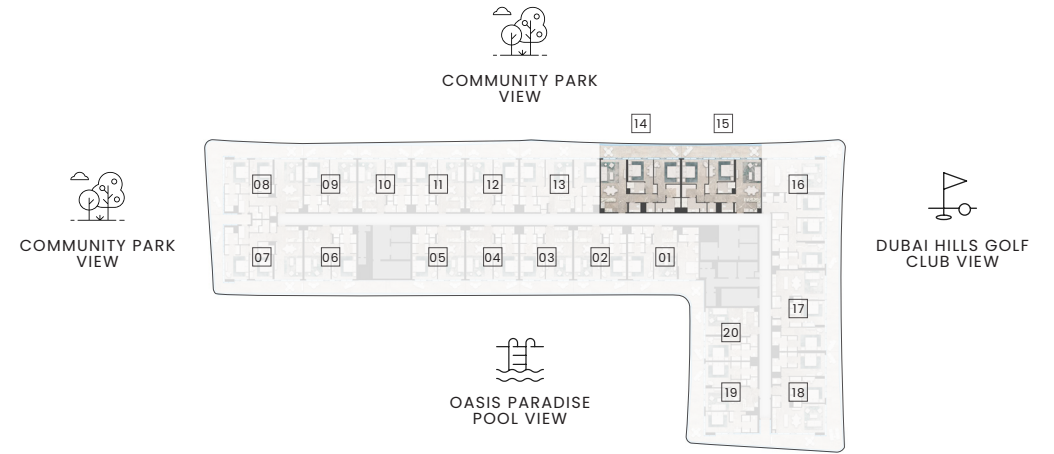 COMMUNITY PARK
VIEW
14
15
08
09
10
11
12
13
16
COMMUNITY PARK
VIEW
DUBAI HILLS GOLF
CLUB VIEW
07
06
05
04
03
02
01
17
20
OASIS PARADISE
POOL VIEW
19
18